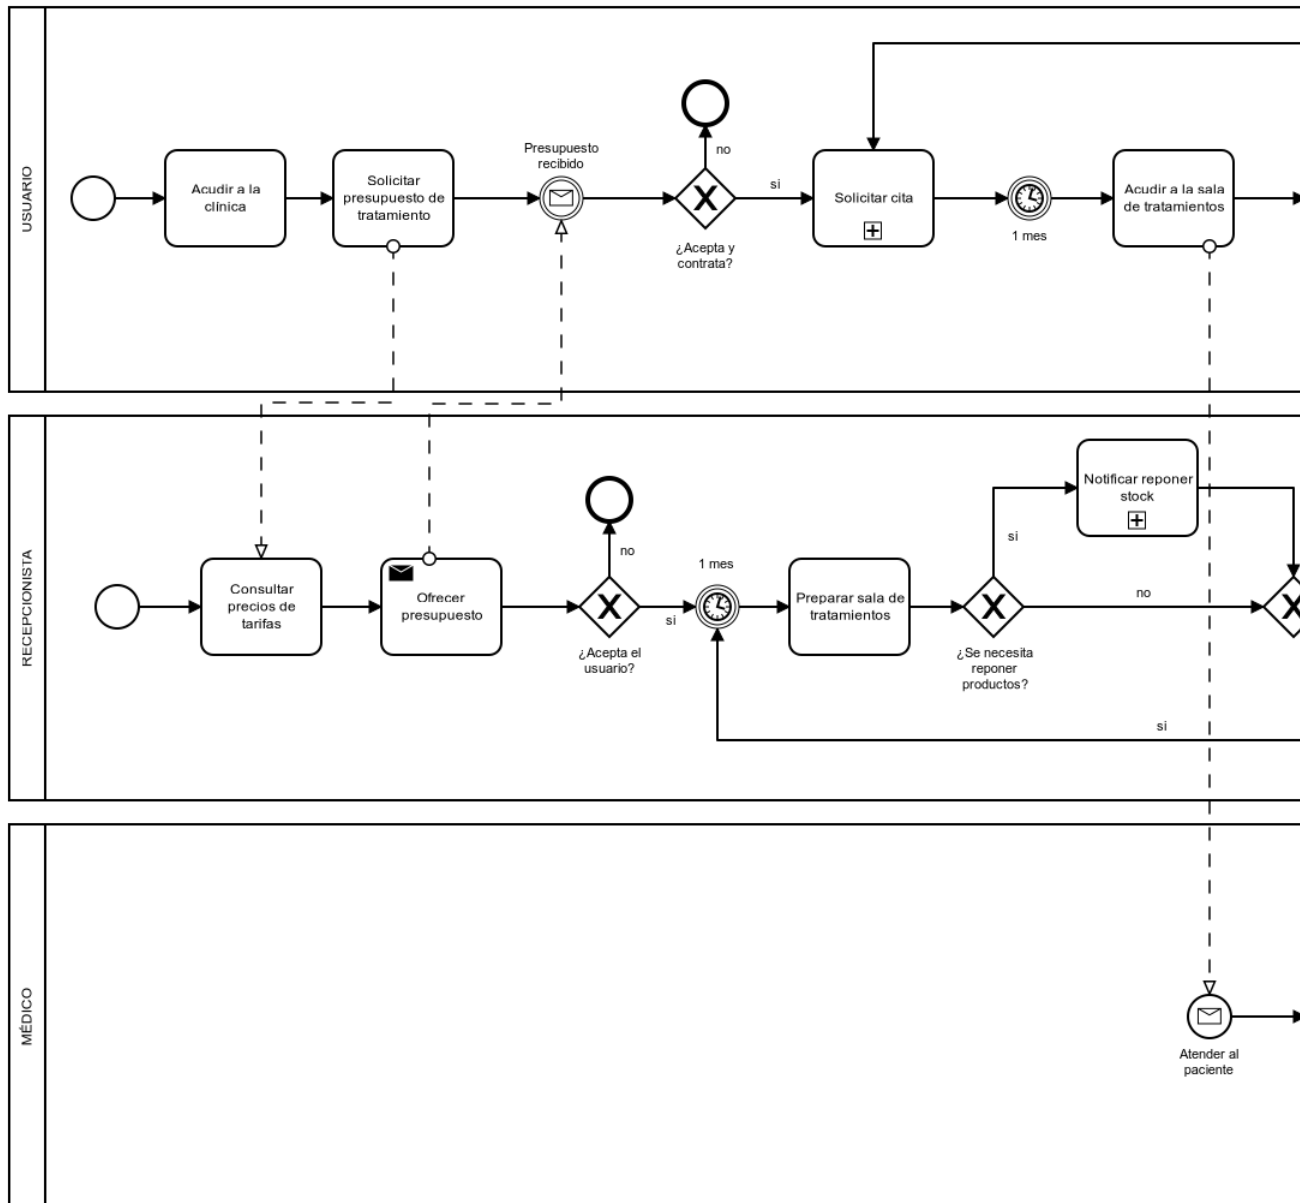 USUARIO
Acudir a la
clínica
Solicitar
presupuesto de
tratamiento
Presupuesto
recibido
no
¿Acepta y
contrata?
si
Solicitar cita
1 mes
Acudir a la sala
de tratamientos
RECEPCIONISTA
Consultar
precios de
tarifas
Ofrecer
presupuesto
no
¿Acepta el
usuario?
si
1 mes
Preparar sala de
tratamientos
¿Se necesita
reponer
productos?
si
Notificar reponer
stock
no
si
MÉDICO
Atender al
paciente